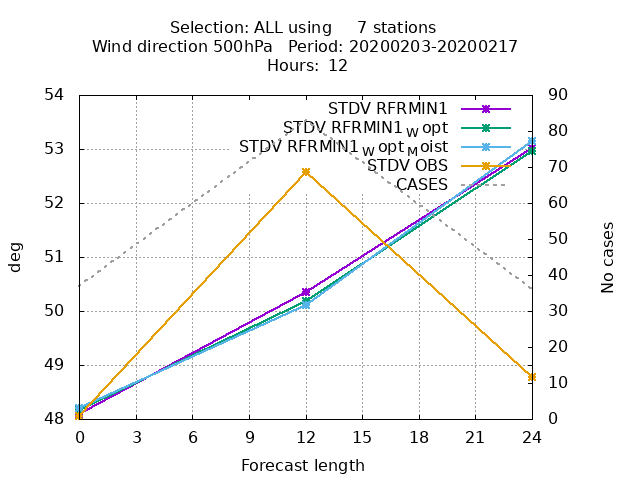 Selection: ALL using     7 stations
Wind direction 500hPa   Period: 20200203-20200217
Hours:  12
STDV RFRMIN1
STDV RFRMIN1 W opt
STDV RFRMIN1 W opt M oist
STDV OBS
CASES
54
53
52
51
50
49
48
deg
90
80
70
60
50
40
30
20
10
0
No cases
0 3 6 9 12 15 18 21 24
Forecast length